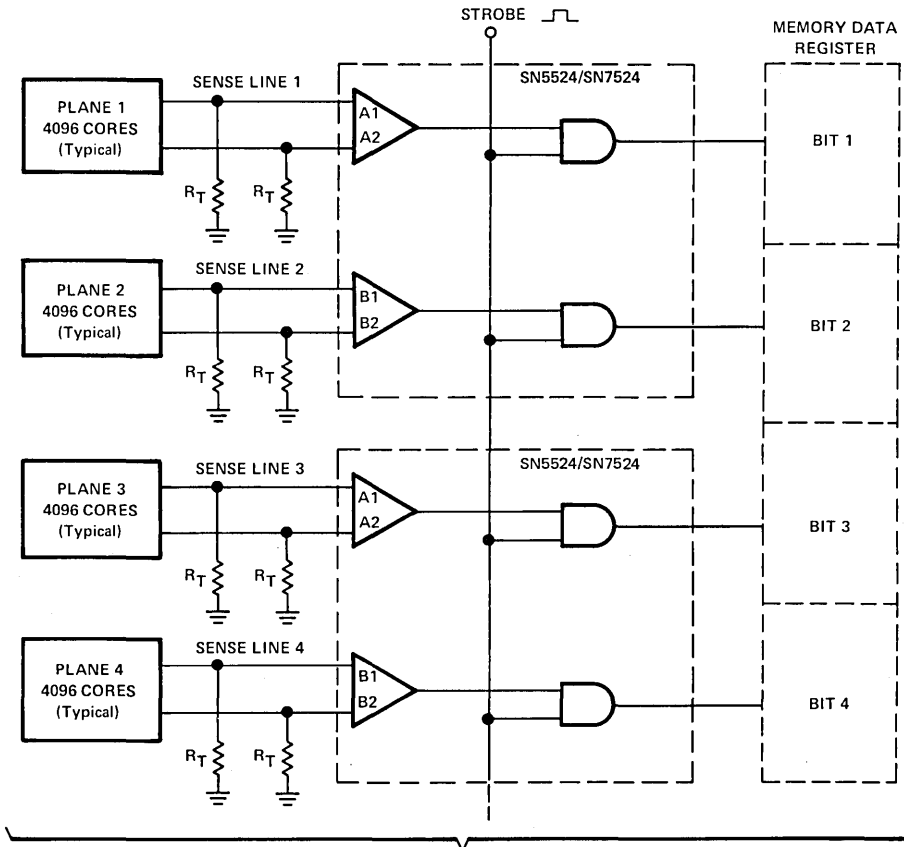 STROBE
MEMORY DATA
REGISTER
SENSE LINE 1
SN5524/SN7524
PLANE 1
4096 CORES
(Typical)
A1
A2
BIT 1
RT
RT
SENSE LINE 2
PLANE 2
4096 CORES
(Typical)
B1
B2
BIT 2
RT
RT
SENSE LINE 3
SN5524/SN7524
PLANE 3
4096 CORES
(Typical)
A1
A2
BIT 3
RT
RT
SENSE LINE 4
PLANE 4
4096 CORES
(Typical)
B1
B2
BIT 4
RT
RT